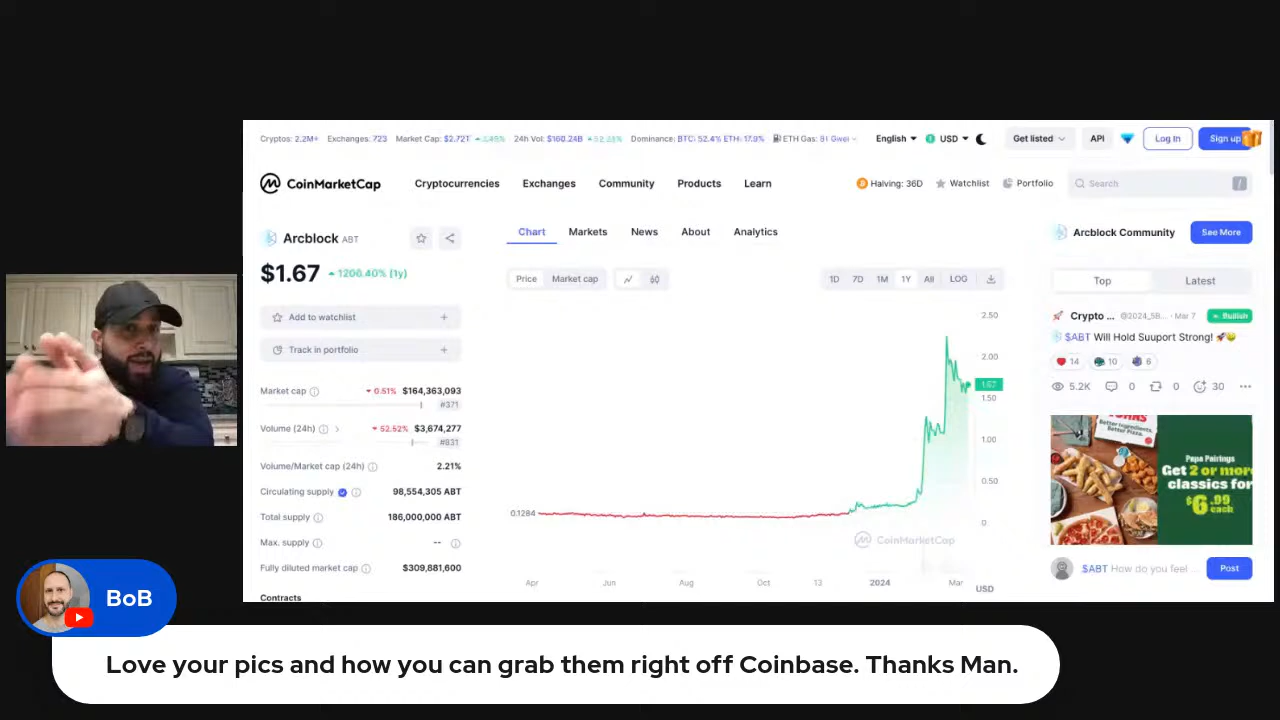 Cryptos: 2.2M+ Exchanges: 723 Market Cap: $2.72T 24h Vol: $160.24B Dominance: BTC: 52.4% ETH: 17.9% ETH Gas: 81 Gwei English USD Get listed API Log In Sign up
CoinMarketCap Cryptocurrencies Exchanges Community Products Learn Halving: 36D Watchlist Portfolio Search /
Arcblock ABT
$1.67 1200.40% (1y)
Add to watchlist +
Track in portfolio +
Market cap 0.51% $164,363,093
#371
Volume (24h) 52.52% $3,674,277
#831
Volume/Market cap (24h) 2.21%
Circulating supply 98,554,305 ABT
Total supply 186,000,000 ABT
Max. supply --
Fully diluted market cap $309,881,600
Contracts
Chart Markets News About Analytics
Price Market cap 1D 7D 1M 1Y All LOG
2.50
2.00
1.67
1.50
1.00
0.50
0
0.1284
CoinMarketCap
Apr Jun Aug Oct 13 2024 Mar
USD
Arcblock Community See More
Top Latest
Crypto ... @2024_5B... · Mar 7 Bullish
$ABT Will Hold Suuport Strong!
14 10 6
5.2K 0 0 30
Better Ingredients.
Better Pizza.
Papa Pairings
Get 2 or more
classics for
$6.99
each
$ABT How do you feel ... Post
BoB
Love your pics and how you can grab them right off Coinbase. Thanks Man.